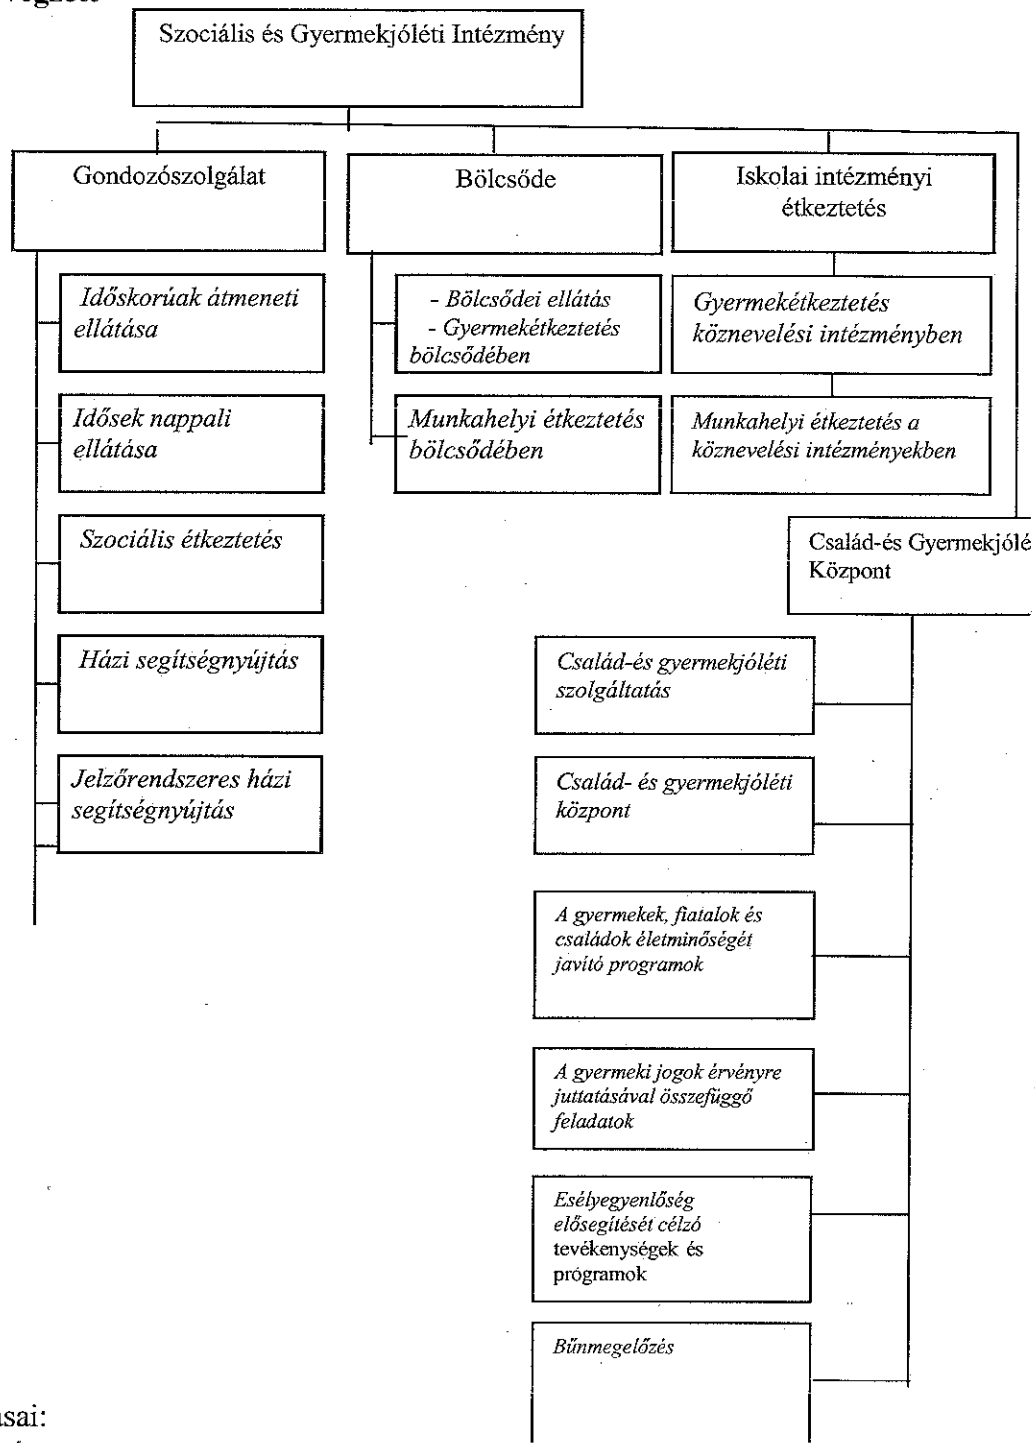 Szociális és Gyermekjóléti Intézmény
Gondozószolgálat
Bölcsőde
Iskolai intézményi
étkeztetés
Időskorúak átmeneti
ellátása
- Bölcsődei ellátás
- Gyermekétkeztetés
bölcsődében
Gyermekétkeztetés
köznevelési intézményben
Idősek nappali
ellátása
Munkahelyi étkeztetés
bölcsődében
Munkahelyi étkeztetés a
köznevelési intézményekben
Szociális étkeztetés
Család-és Gyermekjólé
Központ
Házi segítségnyújtás
Család-és gyermekjóléti
szolgáltatás
Jelzőrendszeres házi
segítségnyújtás
Család- és gyermekjóléti
központ
A gyermekek, fiatalok és
családok életminőségét
javító programok
A gyermeki jogok érvényre
juttatásával összefüggő
feladatok
Esélyegyenlőség
elősegítését célzó
tevékenységek és
programok
Bűnmegelőzés
asai: